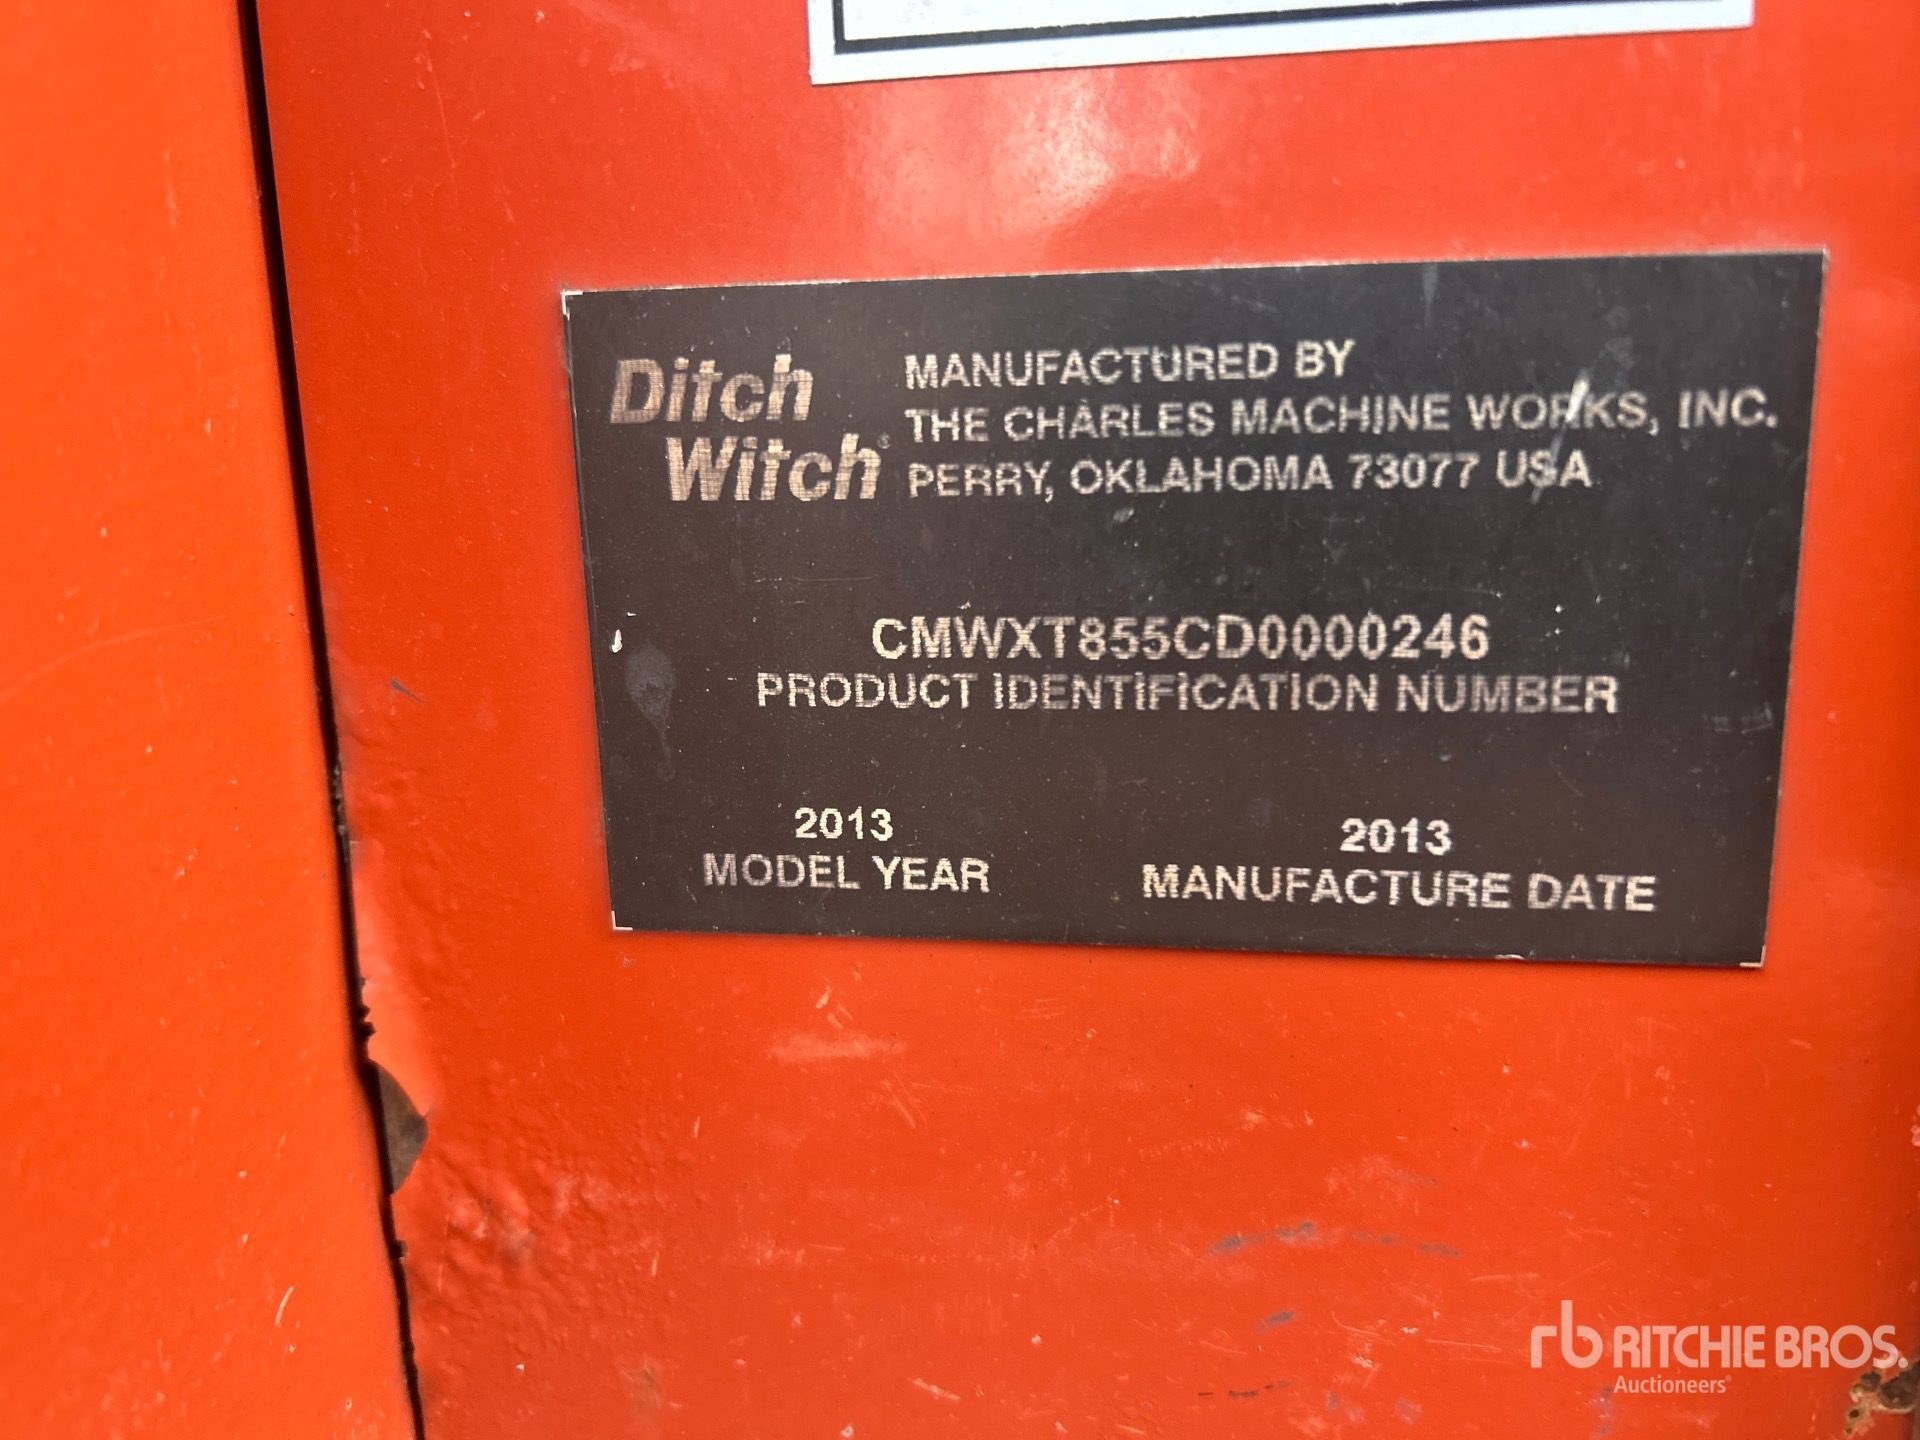 Ditch
Witch®
MANUFACTURED BY
THE CHARLES MACHINE WORKS, INC.
PERRY, OKLAHOMA 73077 USA
CMWXT855CD0000246
PRODUCT IDENTIFICATION NUMBER
2013
MODEL YEAR
2013
MANUFACTURE DATE
rb RITCHIE BROS.
Auctioneers®